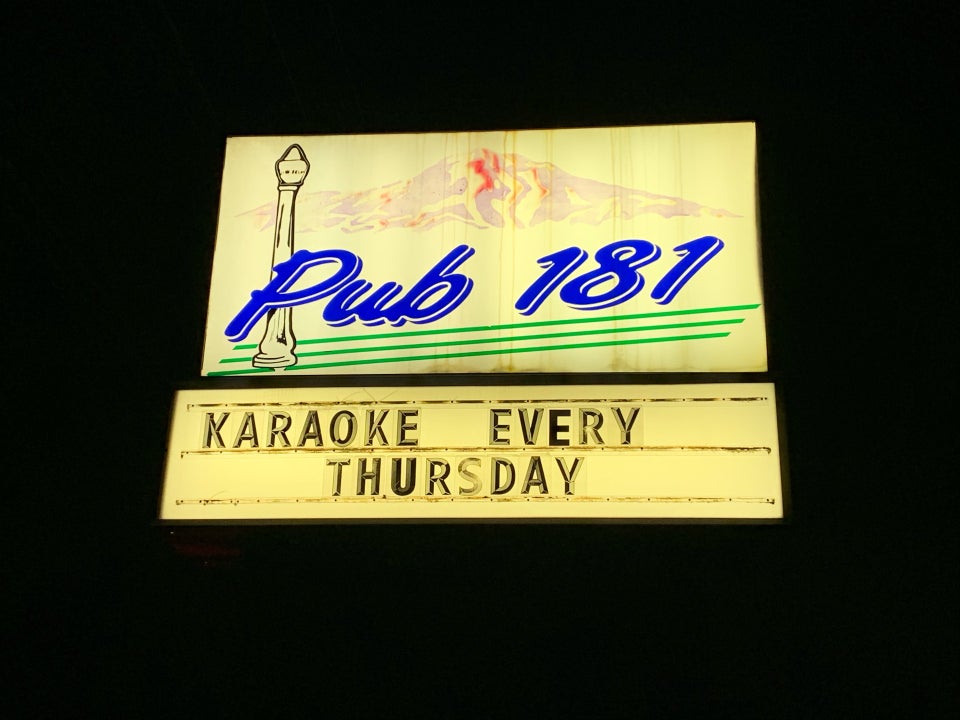 Pub 181
KARAOKE EVERY
THURSDAY